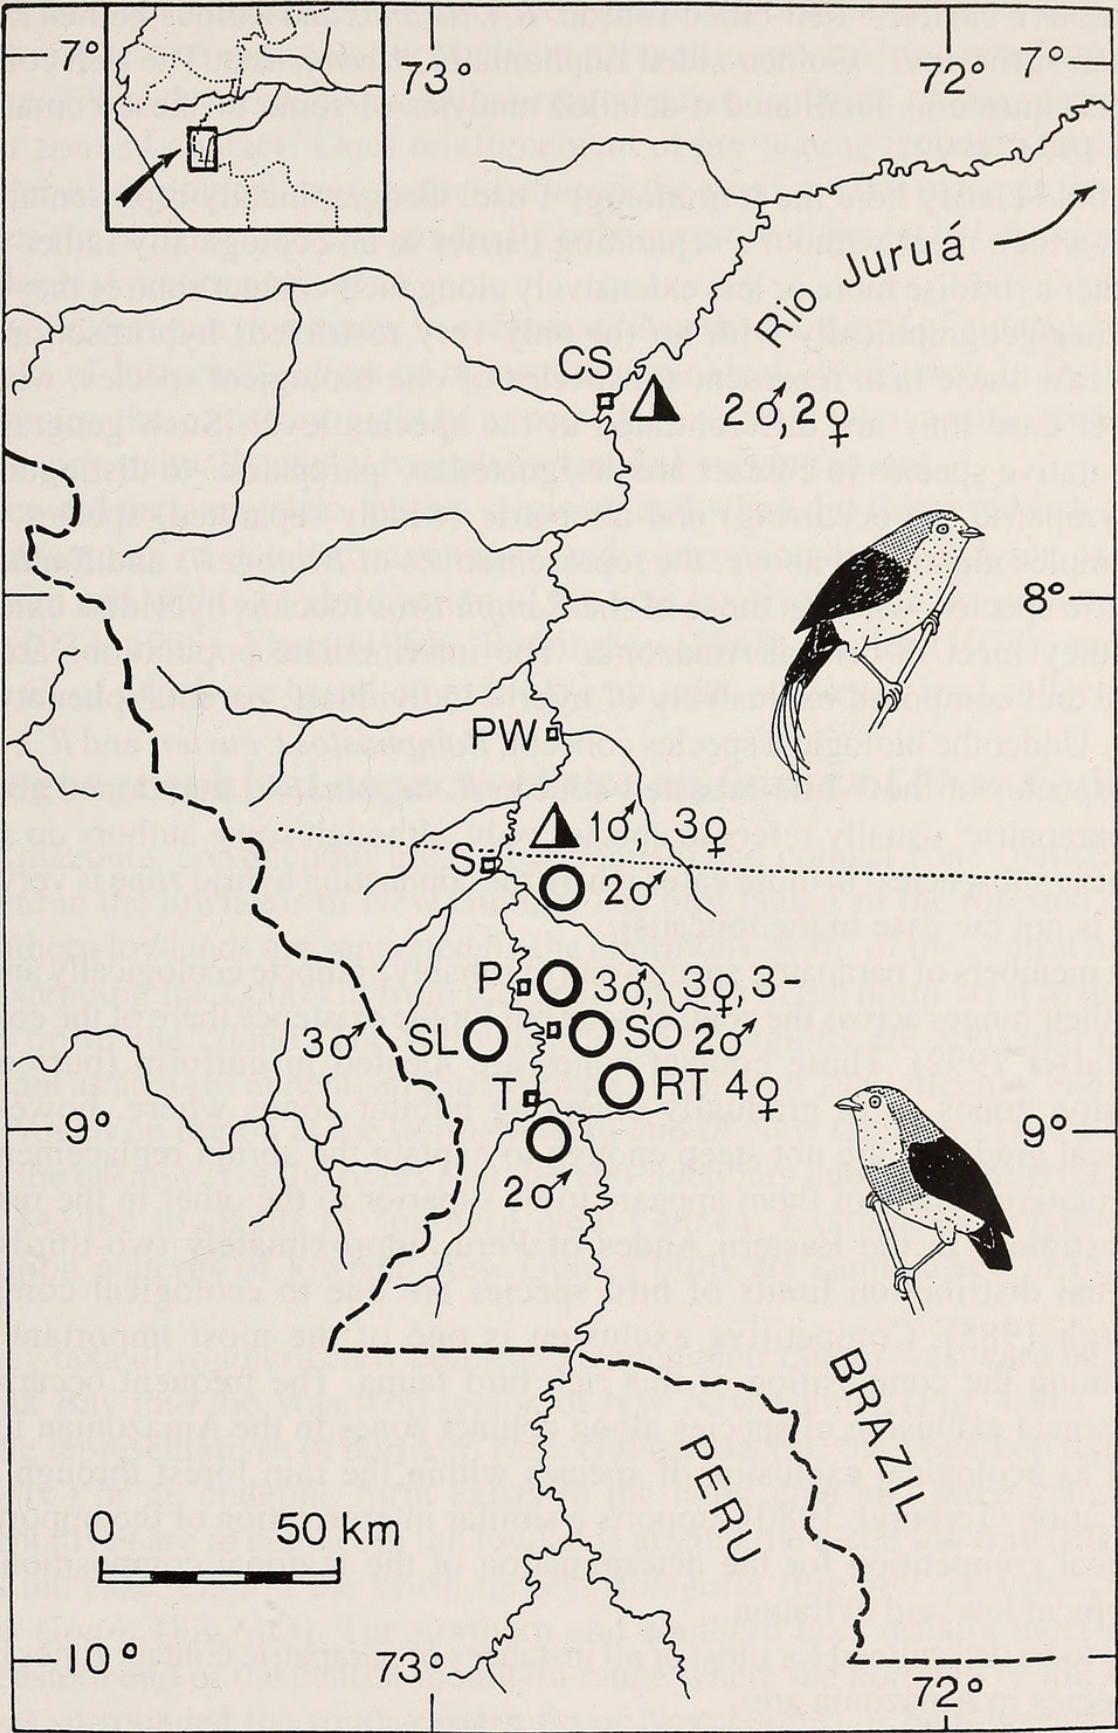 7°
73°
72°
7°
Rio Juruá
CS
2♂,2♀
8°
PW
1♂, 3♀
S
2♂
P
3♂, 3♀, 3-
3♂
SL
SO 2♂
T
RT 4♀
9°
9°
2♂
BRAZIL
PERU
0
50 km
10°
73°
72°